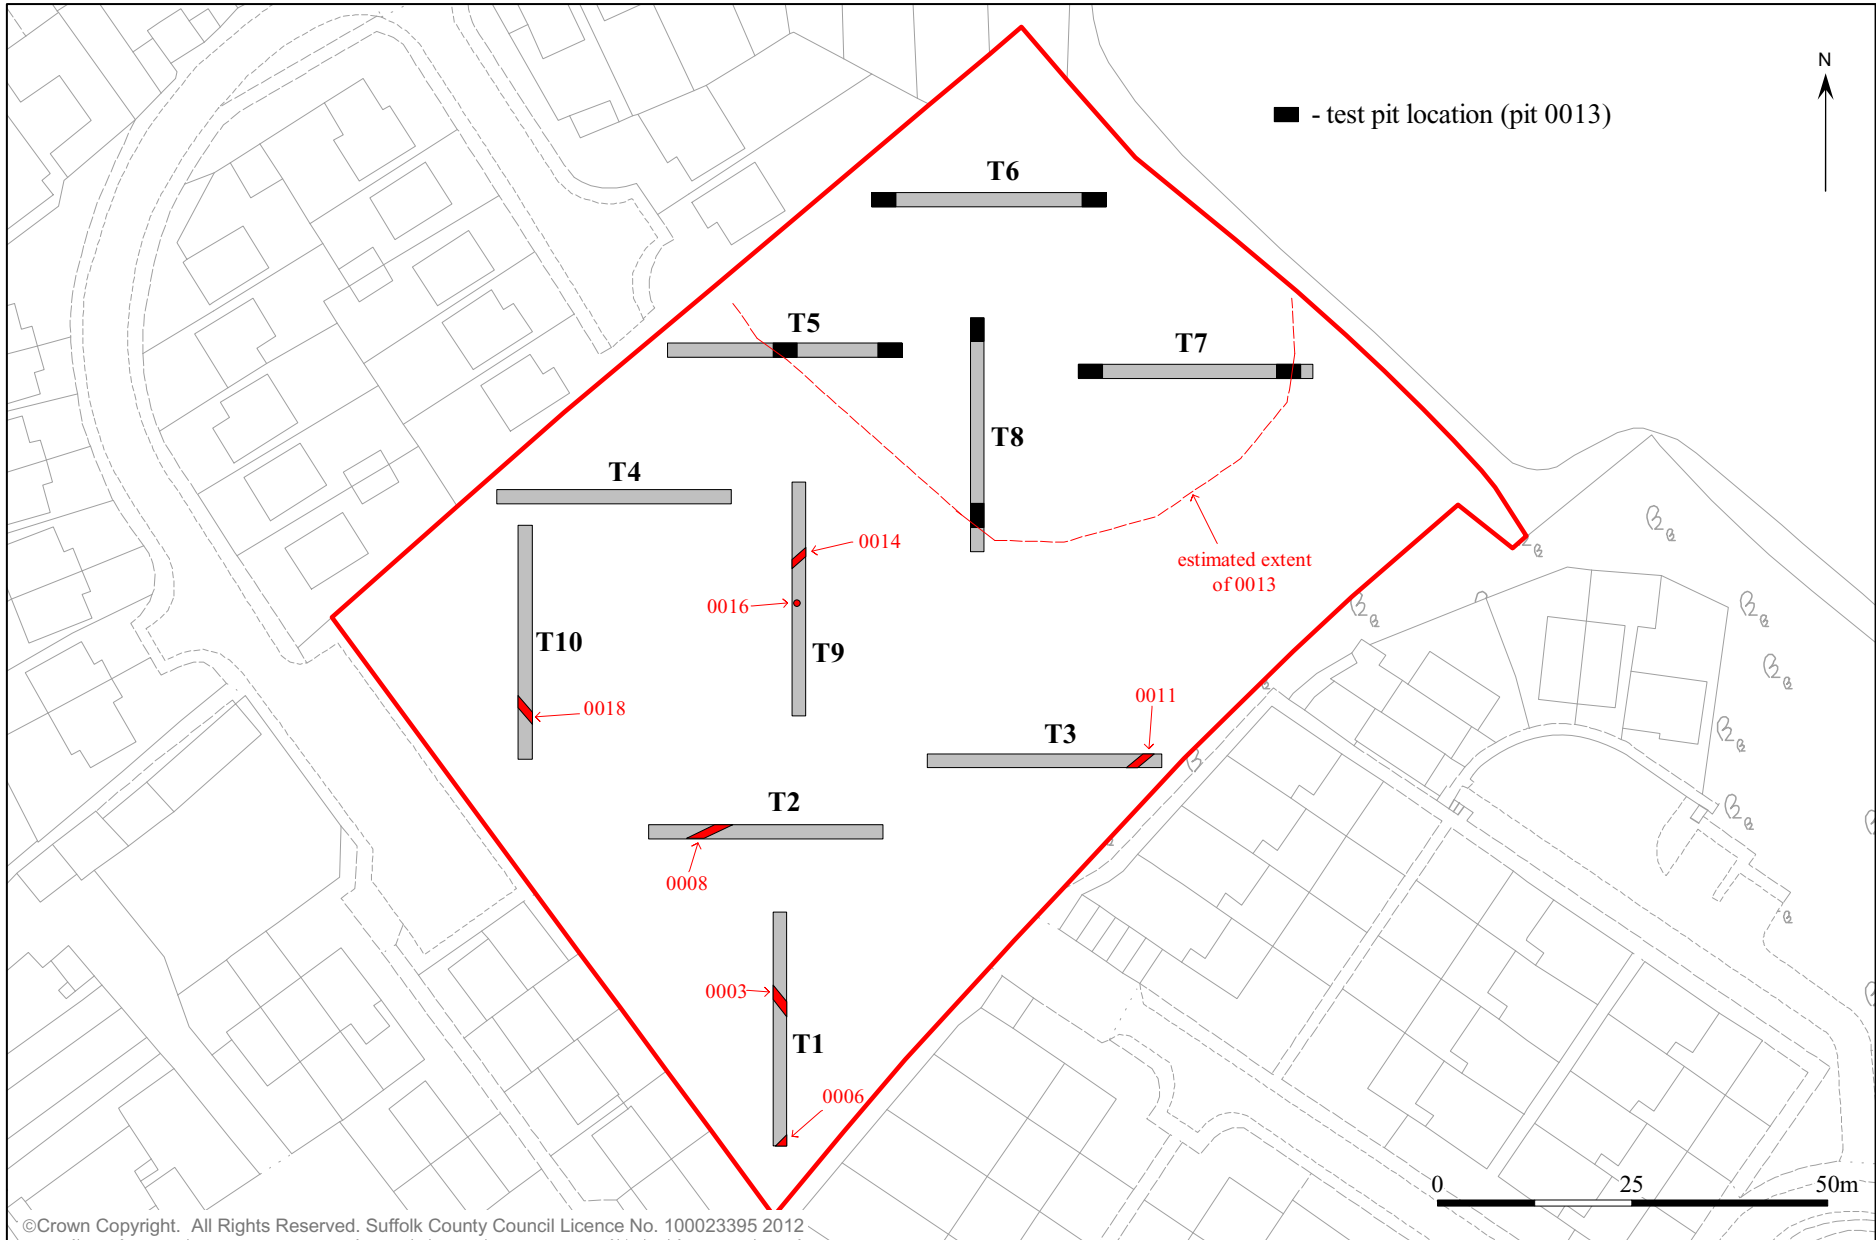 N
- test pit location (pit 0013)
T6
T5
T7
T8
T4
0014
estimated extent
of 0013
0016
T10
T9
0018
0011
T3
T2
0008
0003
T1
0006
0 25 50m
©Crown Copyright. All Rights Reserved. Suffolk County Council Licence No. 100023395 2012